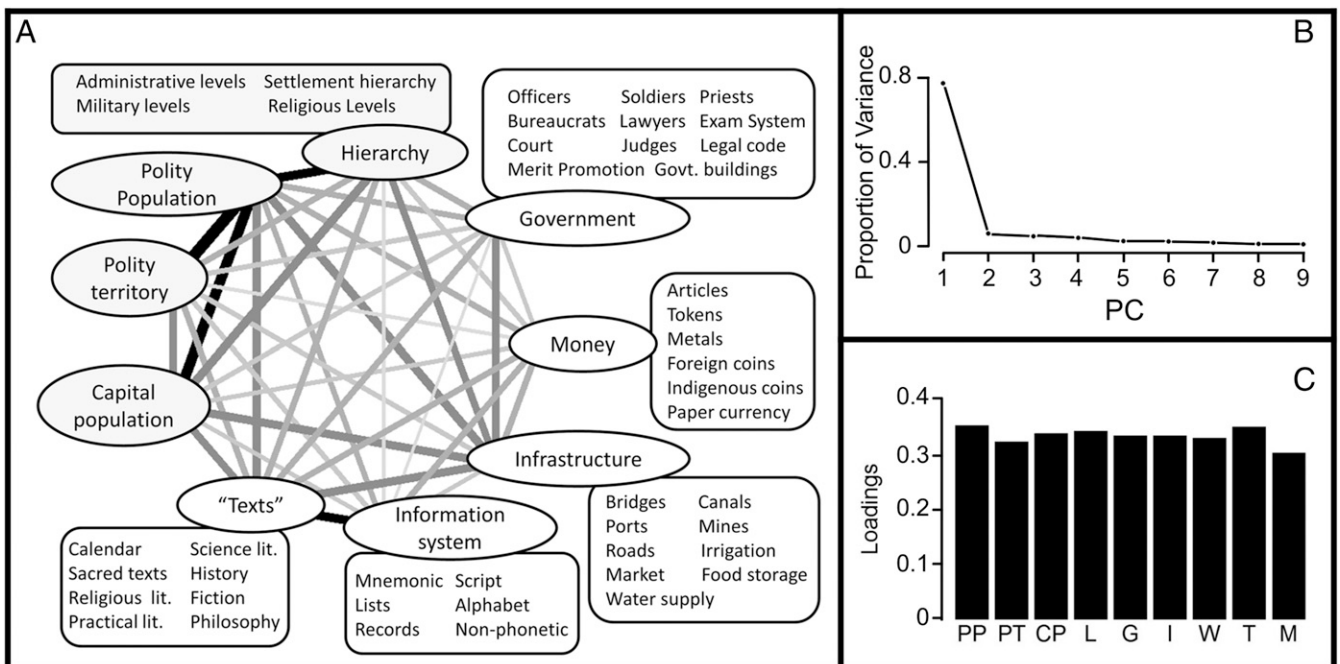 A
Administrative levels Settlement hierarchy
Military levels Religious Levels
Hierarchy
Polity
Population
Polity
territory
Capital
population
Officers Soldiers Priests
Bureaucrats Lawyers Exam System
Court Judges Legal code
Merit Promotion Govt. buildings
Government
Money
Articles
Tokens
Metals
Foreign coins
Indigenous coins
Paper currency
Infrastructure
Bridges Canals
Ports Mines
Roads Irrigation
Market Food storage
Water supply
“Texts”
Calendar Science lit.
Sacred texts History
Religious lit. Fiction
Practical lit. Philosophy
Information
system
Mnemonic Script
Lists Alphabet
Records Non-phonetic
B
Proportion of Variance
0.8
0.4
0
1 2 3 4 5 6 7 8 9
PC
C
Loadings
0.4
0.3
0.2
0.1
0
PP PT CP L G I W T M